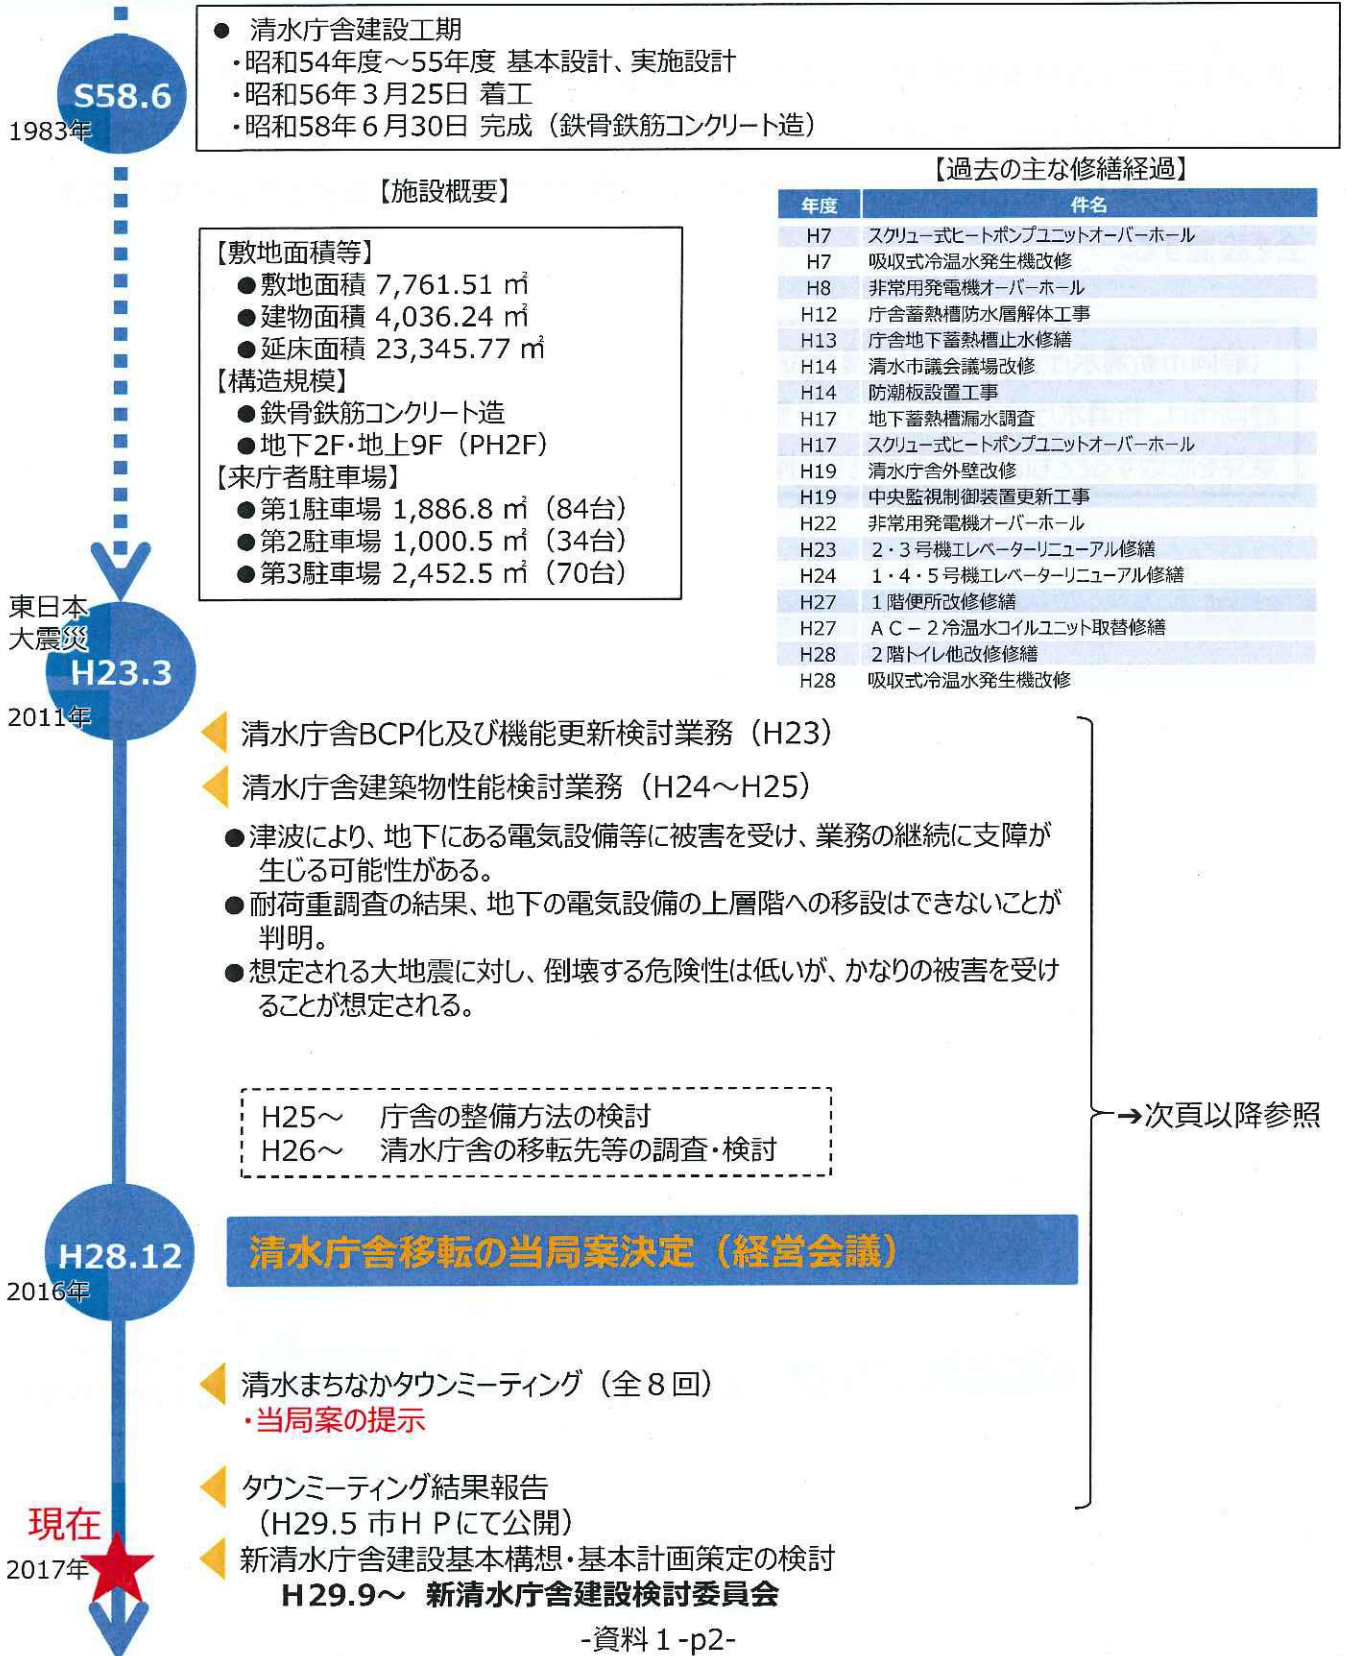 ● 清水庁舎建設工期
・昭和54年度～55年度 基本設計、実施設計
・昭和56年3月25日 着工
・昭和58年6月30日 完成（鉄骨鉄筋コンクリート造）
S58.6
1983年
【施設概要】
【敷地面積等】
●敷地面積 7,761.51 ㎡
●建物面積 4,036.24 ㎡
●延床面積 23,345.77 ㎡
【構造規模】
●鉄骨鉄筋コンクリート造
●地下2F・地上9F（PH2F）
【来庁者駐車場】
●第1駐車場 1,886.8 ㎡（84台）
●第2駐車場 1,000.5 ㎡（34台）
●第3駐車場 2,452.5 ㎡（70台）
【過去の主な修繕経過】
年度 件名
H7 スクリュー式ヒートポンプユニットオーバーホール
H7 吸収式冷温水発生機改修
H8 非常用発電機オーバーホール
H12 庁舎蓄熱槽防水層解体工事
H13 庁舎地下蓄熱槽止水修繕
H14 清水市議会議場改修
H14 防潮板設置工事
H17 地下蓄熱槽漏水調査
H17 スクリュー式ヒートポンプユニットオーバーホール
H19 清水庁舎外壁改修
H19 中央監視制御装置更新工事
H22 非常用発電機オーバーホール
H23 2・3号機エレベーターリニューアル修繕
H24 1・4・5号機エレベーターリニューアル修繕
H27 1階便所改修修繕
H27 ＡＣ－2冷温水コイルユニット取替修繕
H28 2階トイレ他改修修繕
H28 吸収式冷温水発生機改修
東日本
大震災
H23.3
2011年
清水庁舎BCP化及び機能更新検討業務（H23）
清水庁舎建築物性能検討業務（H24～H25）
●津波により、地下にある電気設備等に被害を受け、業務の継続に支障が
生じる可能性がある。
●耐荷重調査の結果、地下の電気設備の上層階への移設はできないことが
判明。
●想定される大地震に対し、倒壊する危険性は低いが、かなりの被害を受け
ることが想定される。
H25～ 庁舎の整備方法の検討
H26～ 清水庁舎の移転先等の調査・検討
→次頁以降参照
H28.12
2016年
清水庁舎移転の当局案決定（経営会議）
清水まちなかタウンミーティング（全８回）
・当局案の提示
タウンミーティング結果報告
（H29.5 市ＨＰにて公開）
現在
2017年
新清水庁舎建設基本構想・基本計画策定の検討
H29.9～ 新清水庁舎建設検討委員会
-資料１-p2-